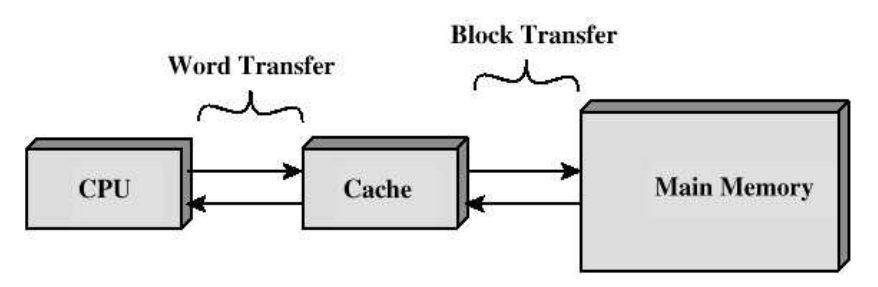 Block Transfer
Word Transfer
CPU
Cache
Main Memory